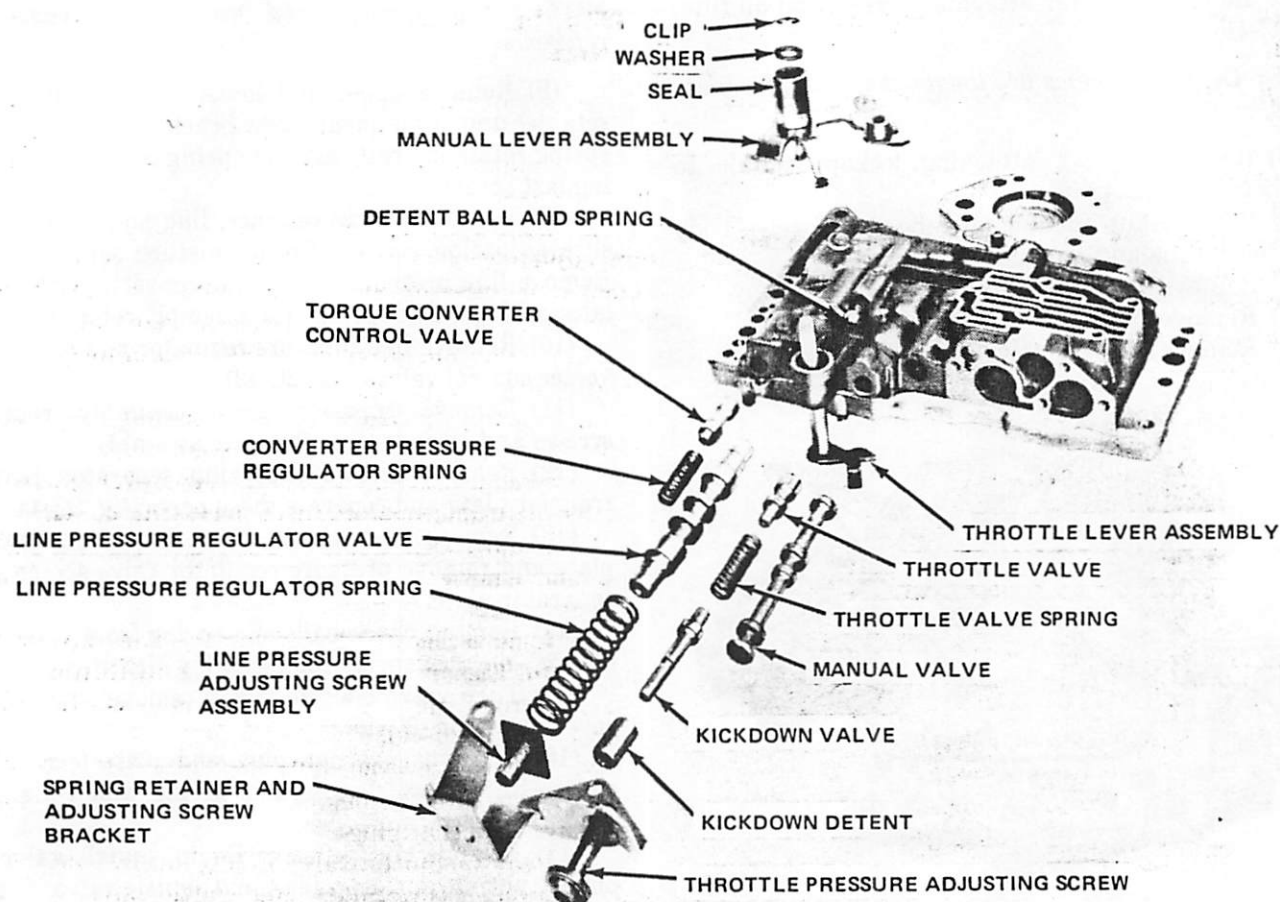 CLIP
WASHER
SEAL
MANUAL LEVER ASSEMBLY
DETENT BALL AND SPRING
TORQUE CONVERTER
CONTROL VALVE
CONVERTER PRESSURE
REGULATOR SPRING
LINE PRESSURE REGULATOR VALVE
LINE PRESSURE REGULATOR SPRING
LINE PRESSURE
ADJUSTING SCREW
ASSEMBLY
SPRING RETAINER AND
ADJUSTING SCREW
BRACKET
THROTTLE LEVER ASSEMBLY
THROTTLE VALVE
THROTTLE VALVE SPRING
MANUAL VALVE
KICKDOWN VALVE
KICKDOWN DETENT
THROTTLE PRESSURE ADJUSTING SCREW